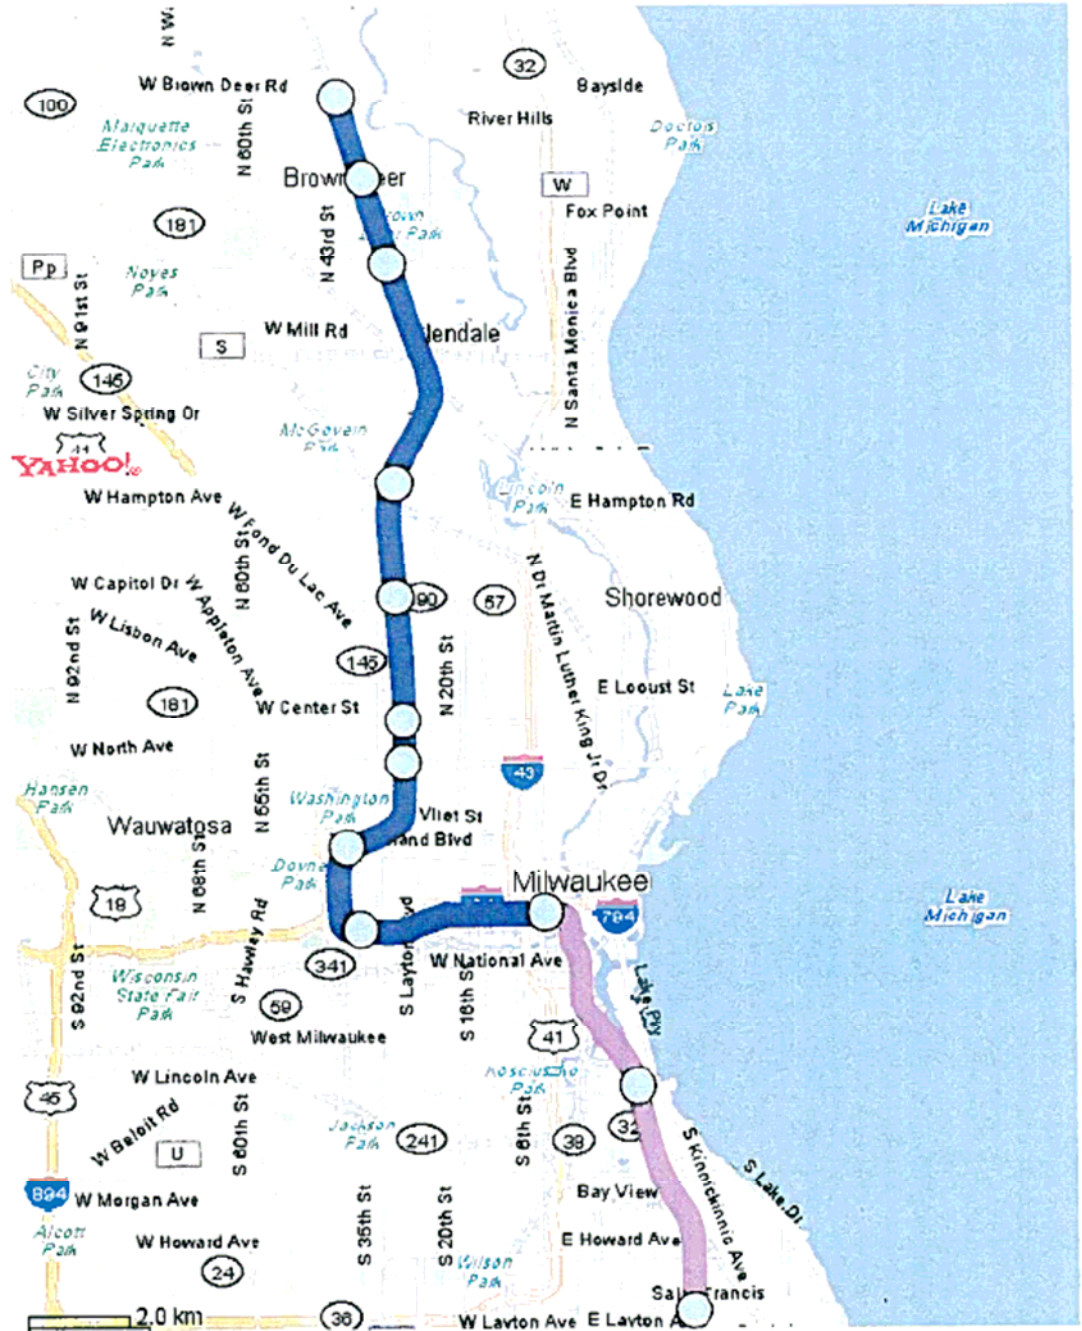 N W
32
W Brown Deer Rd
Bayside
100
River Hills
Marquette
Electronics
Park
N 60th St
Doctors
Park
Brown eer
W
Fox Point
Lake
Michigan
181
N 43rd St
rown
Park
Pp
Noyes
Park
N 91st St
N Santa Monica Blvd
W Mill Rd
lendale
S
City
Park
145
W Silver Spring Dr
McGovern
Park
41
YAHOO!
W Hampton Ave
Lincoln
Park
E Hampton Rd
W Fond Du Lac Ave
N 60th St
W Capitol Dr
W Appleton Ave
190
57
N Dr Martin Luther King Jr Dr
Shorewood
W Lisbon Ave
N 92nd St
145
N 20th St
181
E Locust St
Lake
Park
W Center St
W North Ave
43
N 55th St
Hansen
Park
Washington
Park
Vliet St
Wauwatosa
land Blvd
N 68th St
Doyne
Park
Milwaukee
18
794
Lake
Michigan
S Hawley Rd
S Layton Blvd
W National Ave
341
S 92nd St
Wisconsin
State Fair
Park
S 16th St
Lake Pky
59
West Milwaukee
41
Kosciuszko
Park
W Lincoln Ave
45
W Beloit Rd
S 60th St
Jackson
Park
241
S 6th St
38
32
S Kinnickinnic Ave
U
S Lake Dr
894
W Morgan Ave
Bay View
S 35th St
S 20th St
Alcott
Park
W Howard Ave
E Howard Ave
24
Wilson
Park
Sa Francis
2.0 km
36
W Layton Ave
E Layton A